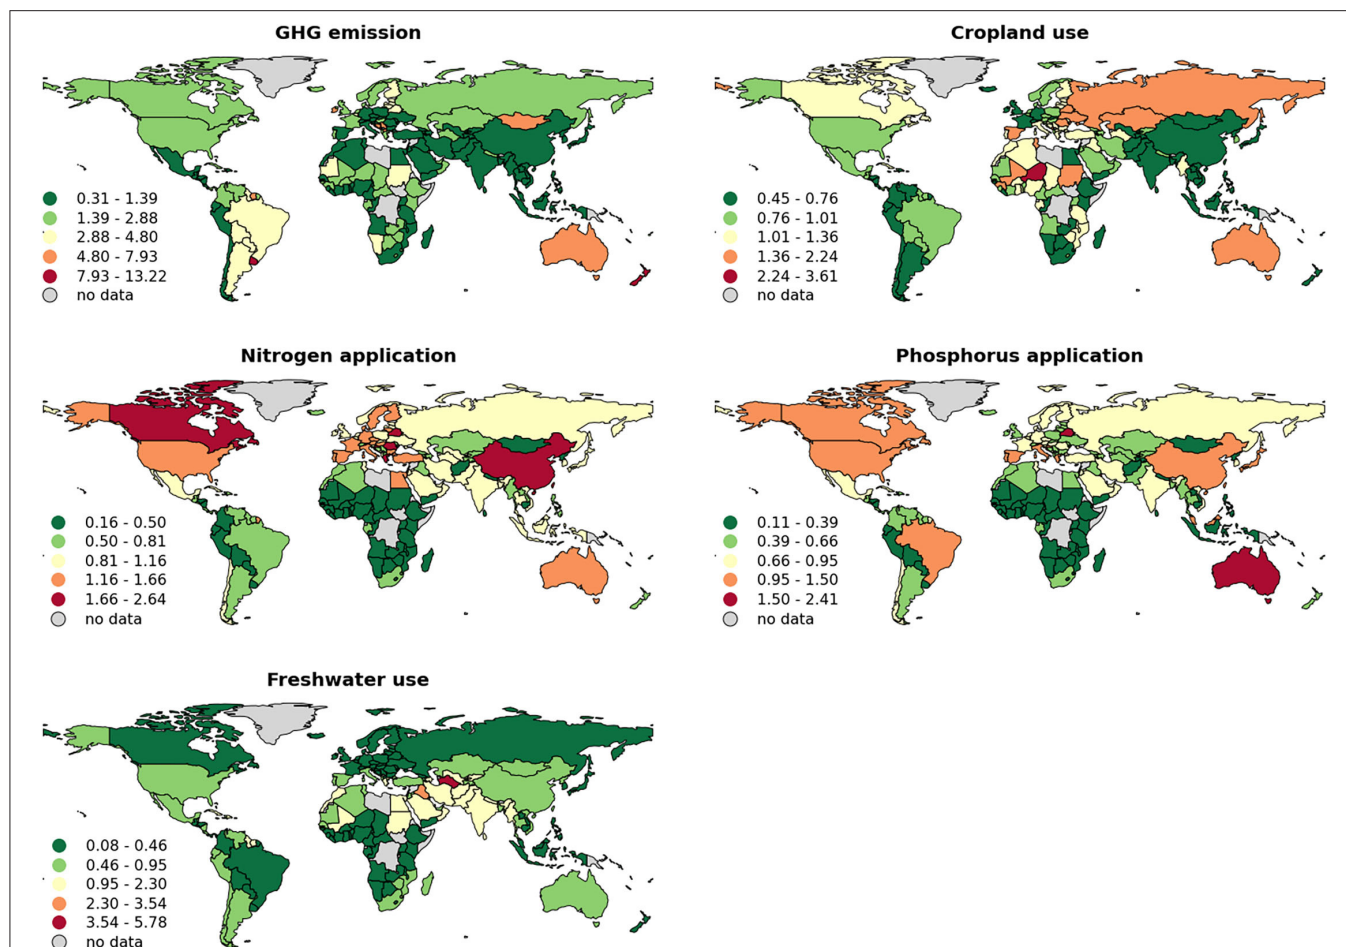 GHG emission
0.31 - 1.39
1.39 - 2.88
2.88 - 4.80
4.80 - 7.93
7.93 - 13.22
no data
Cropland use
0.45 - 0.76
0.76 - 1.01
1.01 - 1.36
1.36 - 2.24
2.24 - 3.61
no data
Nitrogen application
0.16 - 0.50
0.50 - 0.81
0.81 - 1.16
1.16 - 1.66
1.66 - 2.64
no data
Phosphorus application
0.11 - 0.39
0.39 - 0.66
0.66 - 0.95
0.95 - 1.50
1.50 - 2.41
no data
Freshwater use
0.08 - 0.46
0.46 - 0.95
0.95 - 2.30
2.30 - 3.54
3.54 - 5.78
no data